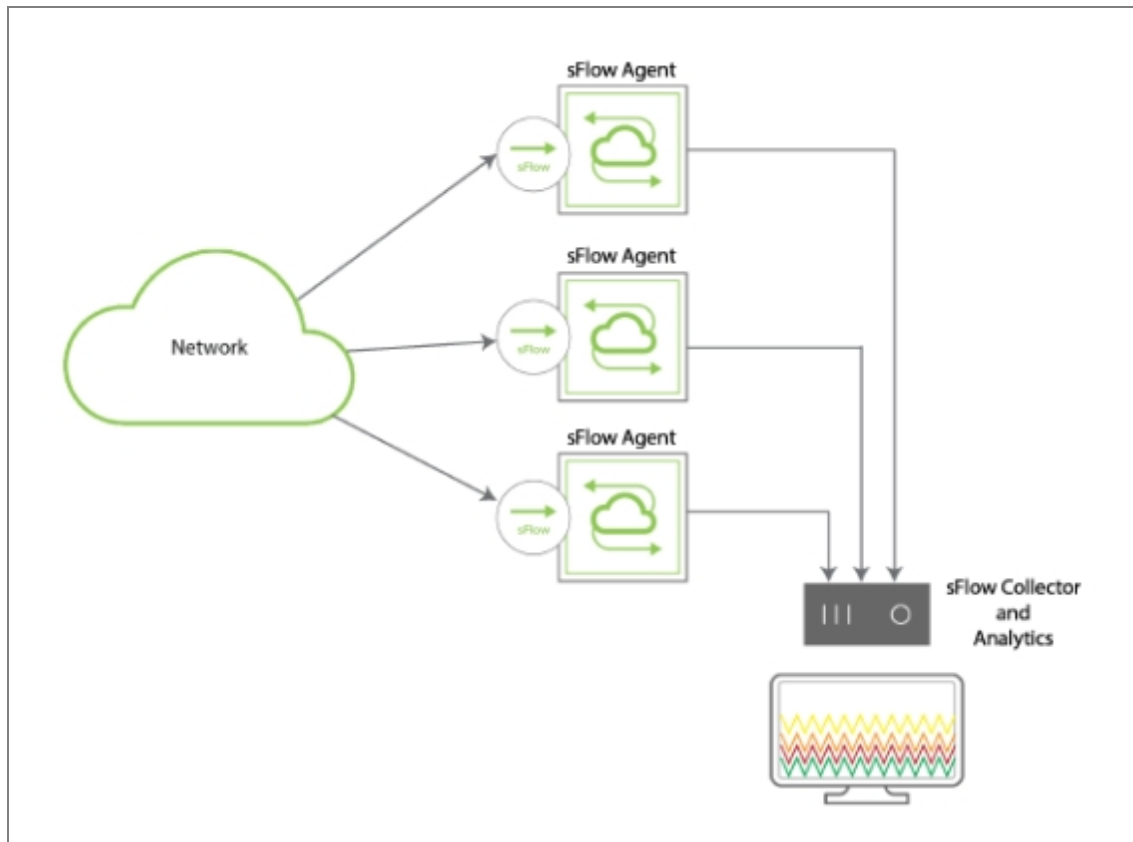 sFlow Agent
sFlow
sFlow Agent
Network
sFlow
sFlow Agent
sFlow
sFlow Collector
and
Analytics